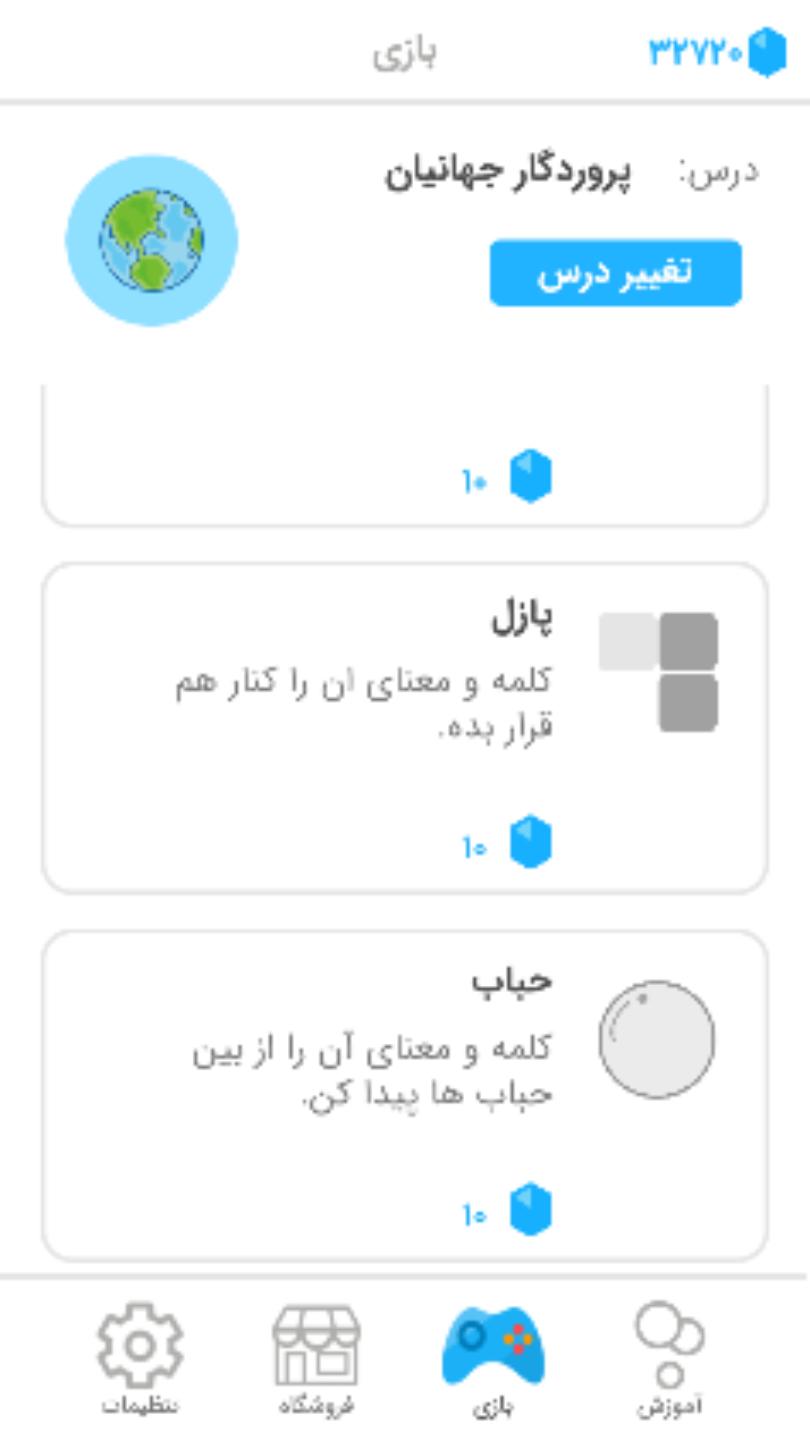 ۳۲۷۲۰
بازی
درس: پروردگار جهانیان
تغییر درس
۱۰
پازل
کلمه و معنای ان را کنار هم
قرار بده.
۱۰
حباب
کلمه و معنای آن را از بین
حباب ها پیدا کن.
۱۰
آموزش
بازی
فروشگاه
تنظیمات